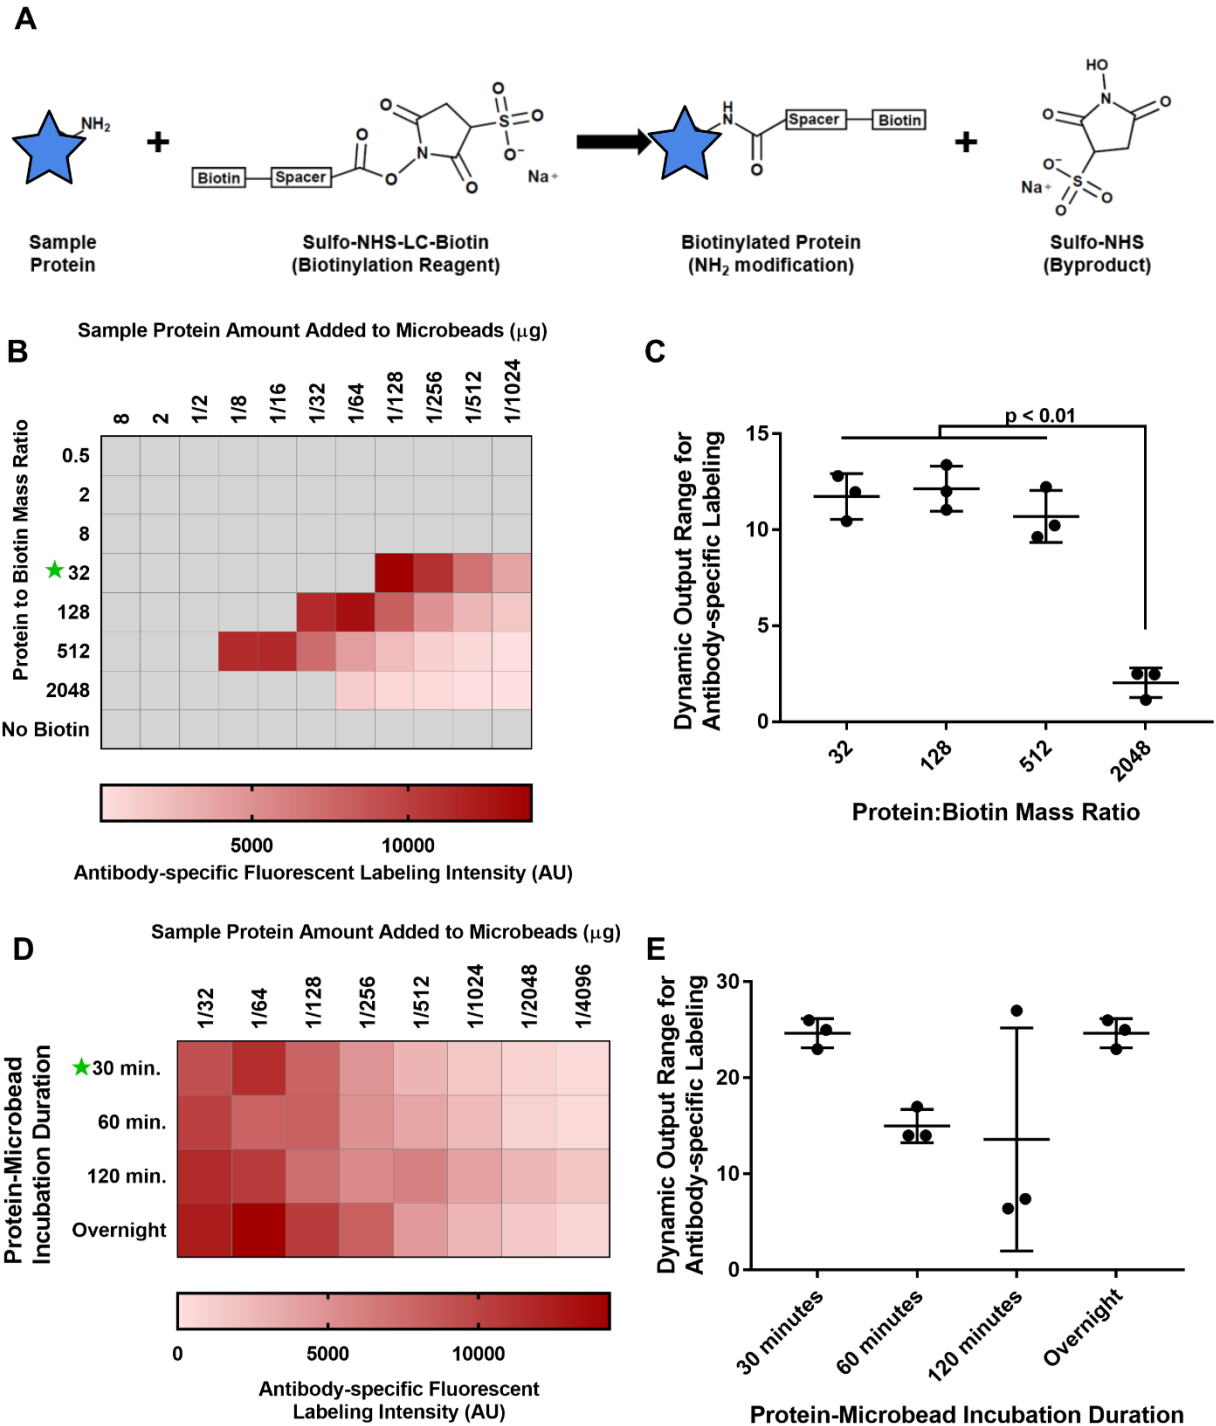 A
NH2
+
Biotin
Spacer
O
O
N
O
O
S
O
O
O−
Na+
H
N
O
Spacer
Biotin
+
HO
N
O
O
O−
Na+
S
O
O
Sample
Protein
Sulfo-NHS-LC-Biotin
(Biotinylation Reagent)
Biotinylated Protein
(NH2 modification)
Sulfo-NHS
(Byproduct)
B
Sample Protein Amount Added to Microbeads (μg)
8 2 1/2 1/8 1/16 1/32 1/64 1/128 1/256 1/512 1/1024
Protein to Biotin Mass Ratio
0.5
2
8
32
128
512
2048
No Biotin
5000 10000
Antibody-specific Fluorescent Labeling Intensity (AU)
C
Dynamic Output Range for
Antibody-specific Labeling
15
10
5
0
p < 0.01
32 128 512 2048
Protein:Biotin Mass Ratio
D
Sample Protein Amount Added to Microbeads (μg)
1/32 1/64 1/128 1/256 1/512 1/1024 1/2048 1/4096
Protein-Microbead
Incubation Duration
30 min.
60 min.
120 min.
Overnight
0 5000 10000
Antibody-specific Fluorescent
Labeling Intensity (AU)
E
Dynamic Output Range for
Antibody-specific Labeling
30
20
10
0
30 minutes
60 minutes
120 minutes
Overnight
Protein-Microbead Incubation Duration